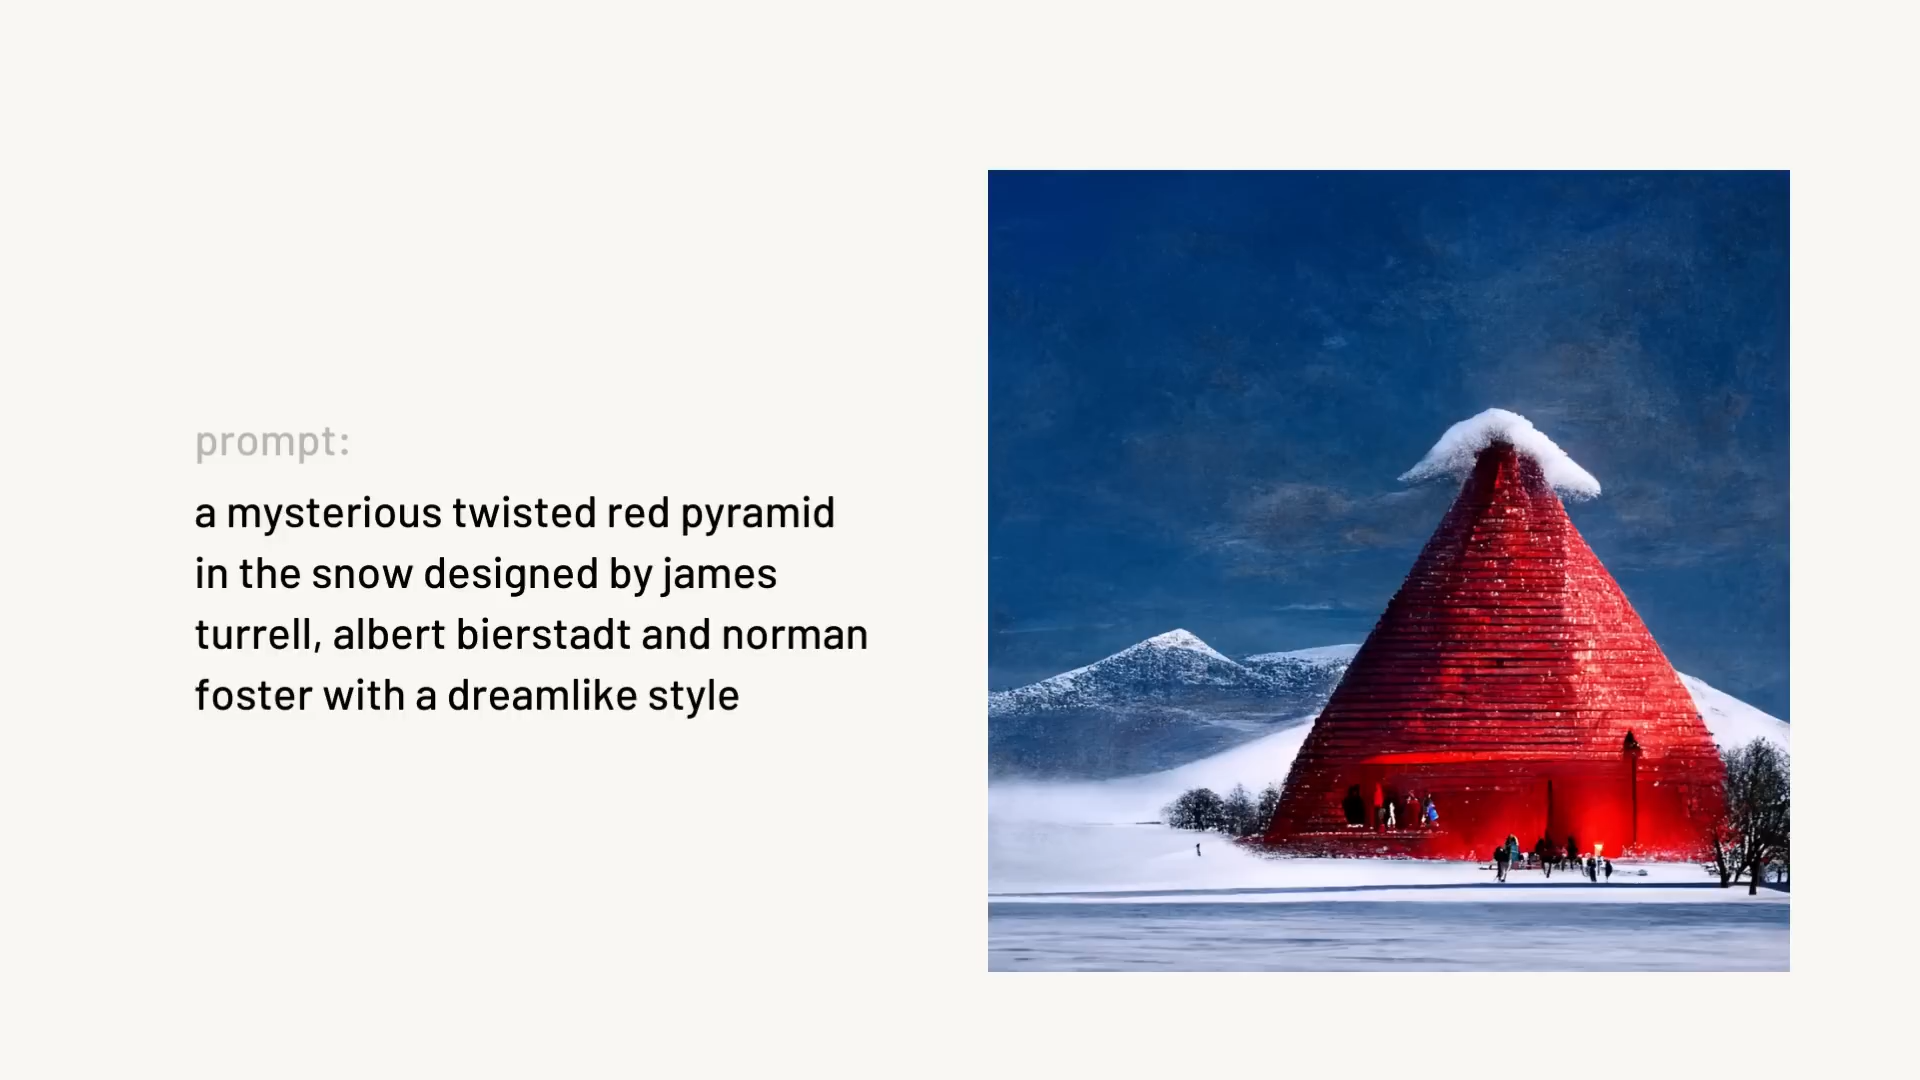 prompt:
a mysterious twisted red pyramid
in the snow designed by james
turrell, albert bierstadt and norman
foster with a dreamlike style